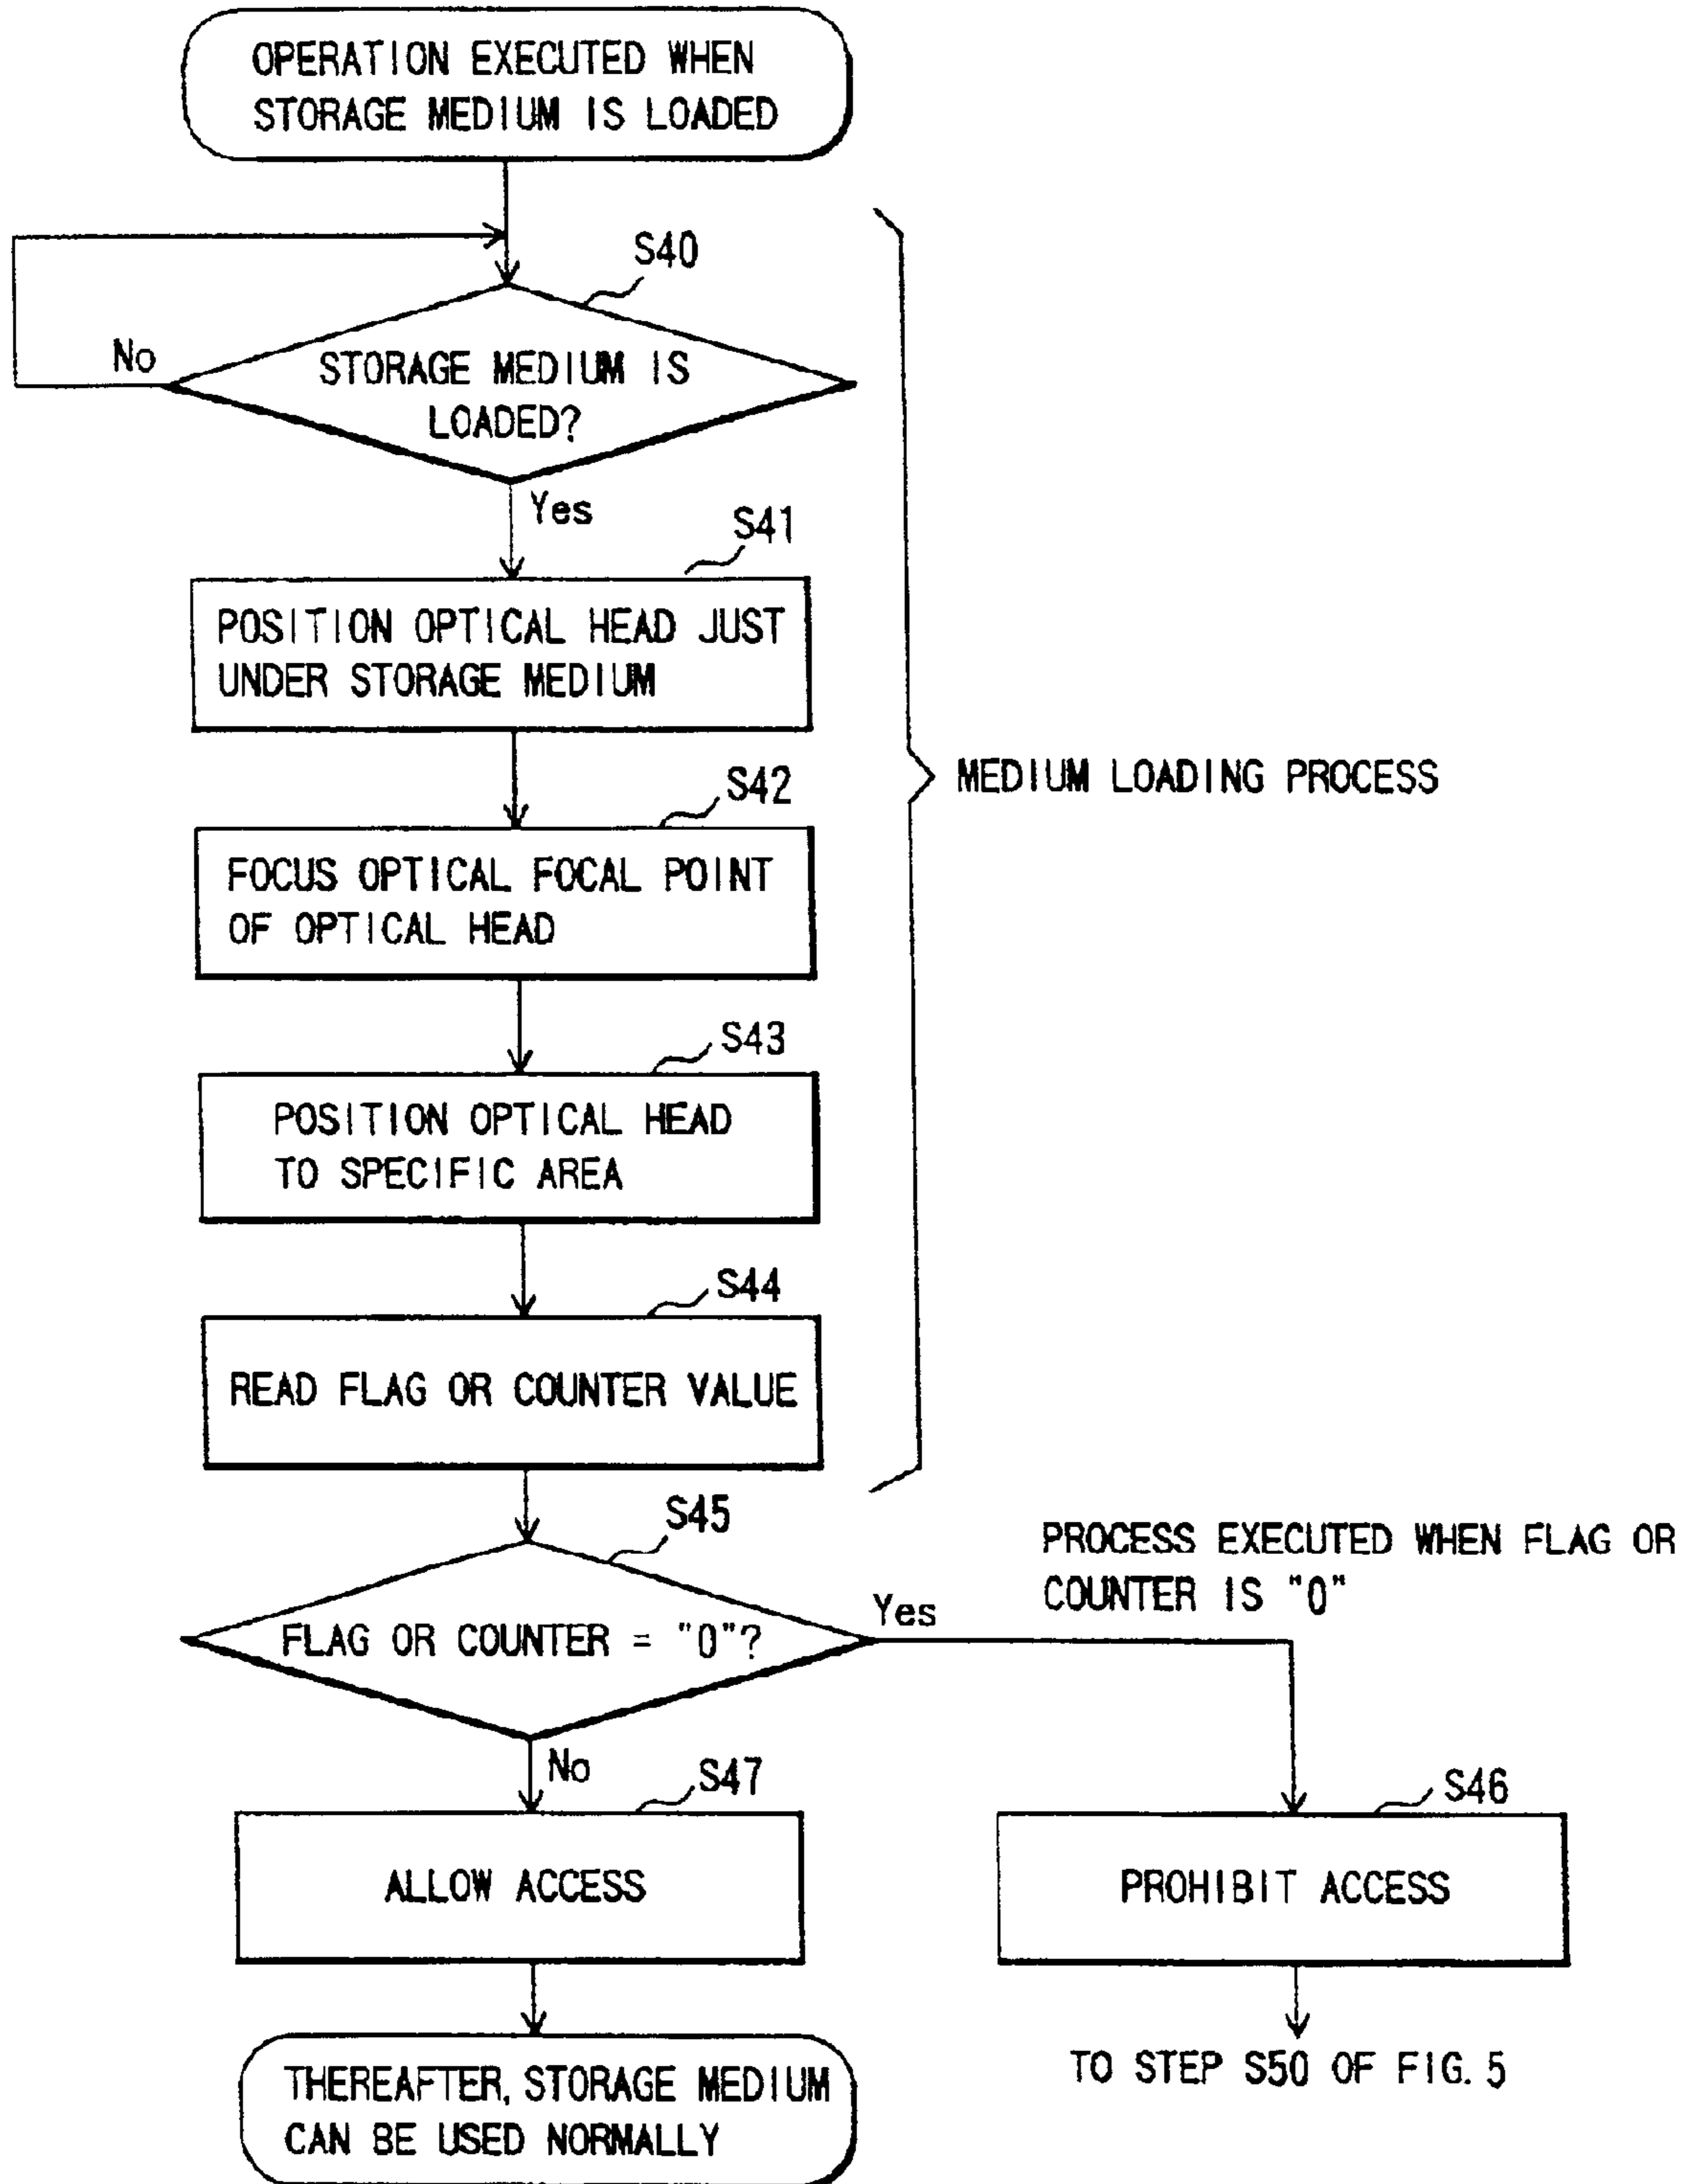 OPERATION EXECUTED WHEN
STORAGE MEDIUM IS LOADED
S40
No
STORAGE MEDIUM IS
LOADED?
Yes
S41
POSITION OPTICAL HEAD JUST
UNDER STORAGE MEDIUM
MEDIUM LOADING PROCESS
S42
FOCUS OPTICAL FOCAL POINT
OF OPTICAL HEAD
S43
POSITION OPTICAL HEAD
TO SPECIFIC AREA
S44
READ FLAG OR COUNTER VALUE
S45
PROCESS EXECUTED WHEN FLAG OR
COUNTER IS "0"
Yes
FLAG OR COUNTER = "0"?
No
S47
S46
ALLOW ACCESS
PROHIBIT ACCESS
TO STEP S50 OF FIG. 5
THEREAFTER, STORAGE MEDIUM
CAN BE USED NORMALLY